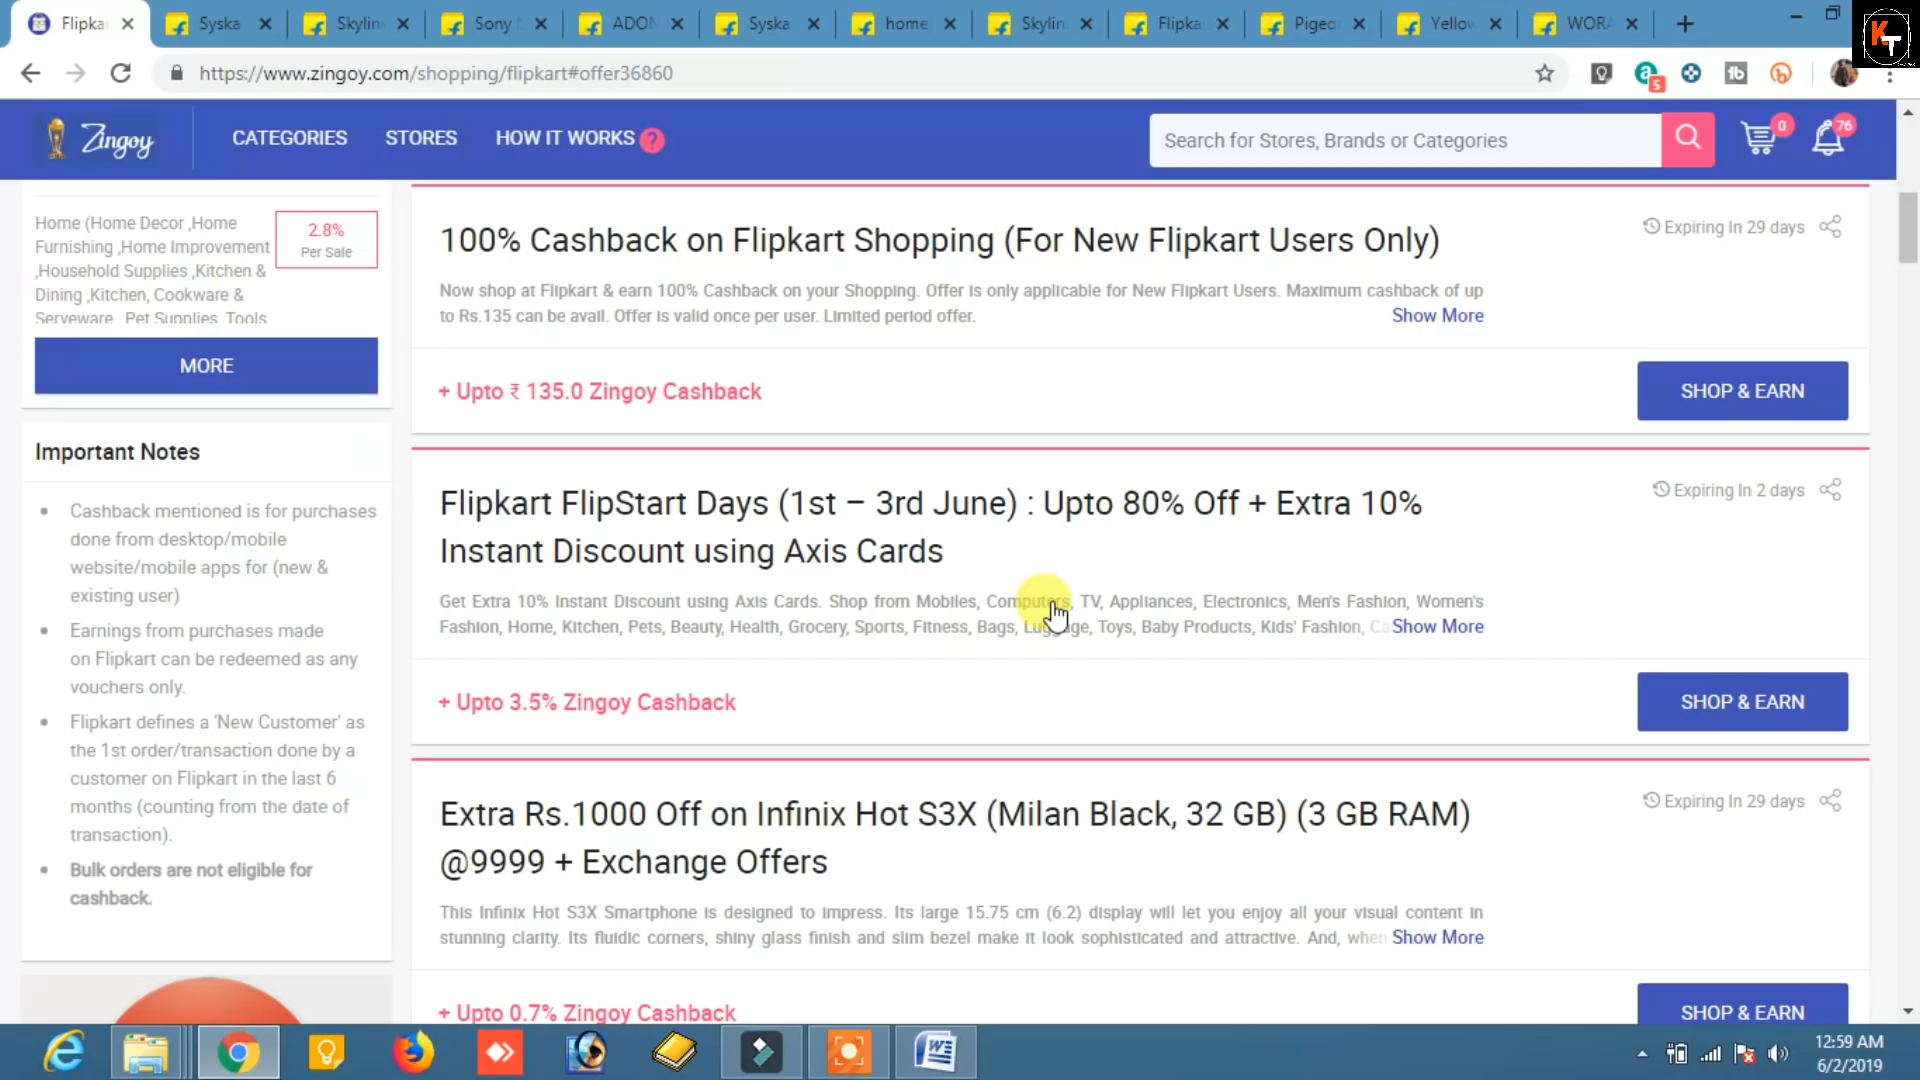 Flipka
Syska
Skylin
Sony
ADON
Syska
home
Skylin
Flipka
Pigeo
Yellow
WORA
KT
https://www.zingoy.com/shopping/flipkart#offer36860
Zingoy
CATEGORIES
STORES
HOW IT WORKS ?
Search for Stores, Brands or Categories
0
76
Home (Home Decor ,Home
Furnishing ,Home Improvement
,Household Supplies ,Kitchen &
Dining ,Kitchen, Cookware &
Serveware , Pet Supplies, Tools
2.8%
Per Sale
MORE
Important Notes
Cashback mentioned is for purchases
done from desktop/mobile
website/mobile apps for (new &
existing user)
Earnings from purchases made
on Flipkart can be redeemed as any
vouchers only.
Flipkart defines a 'New Customer' as
the 1st order/transaction done by a
customer on Flipkart in the last 6
months (counting from the date of
transaction).
Bulk orders are not eligible for
cashback.
100% Cashback on Flipkart Shopping (For New Flipkart Users Only)
Expiring In 29 days
Now shop at Flipkart & earn 100% Cashback on your Shopping. Offer is only applicable for New Flipkart Users. Maximum cashback of up
to Rs.135 can be avail. Offer is valid once per user. Limited period offer.
Show More
+ Upto ₹ 135.0 Zingoy Cashback
SHOP & EARN
Flipkart FlipStart Days (1st – 3rd June) : Upto 80% Off + Extra 10%
Instant Discount using Axis Cards
Expiring In 2 days
Get Extra 10% Instant Discount using Axis Cards. Shop from Mobiles, Computers, TV, Appliances, Electronics, Men's Fashion, Women's
Fashion, Home, Kitchen, Pets, Beauty, Health, Grocery, Sports, Fitness, Bags, Luggage, Toys, Baby Products, Kids' Fashion, Ca
Show More
+ Upto 3.5% Zingoy Cashback
SHOP & EARN
Extra Rs.1000 Off on Infinix Hot S3X (Milan Black, 32 GB) (3 GB RAM)
@9999 + Exchange Offers
Expiring In 29 days
This Infinix Hot S3X Smartphone is designed to impress. Its large 15.75 cm (6.2) display will let you enjoy all your visual content in
stunning clarity. Its fluidic corners, shiny glass finish and slim bezel make it look sophisticated and attractive. And, when
Show More
+ Upto 0.7% Zingoy Cashback
SHOP & EARN
12:59 AM
6/2/2019